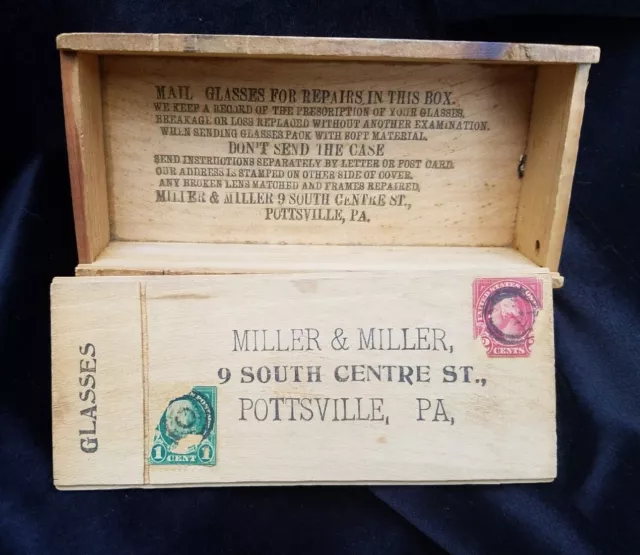 MAIL GLASSES FOR REPAIRS IN THIS BOX.
WE KEEP A RECORD OF THE PRESCRIPTION OF YOUR GLASSES,
BREAKAGE OR LOSS REPLACED WITHOUT ANOTHER EXAMINATION.
WHEN SENDING GLASSES PACK WITH SOFT MATERIAL.
DON'T SEND THE CASE
SEND INSTRUCTIONS SEPARATELY BY LETTER OR POST CARD.
OUR ADDRESS IS STAMPED ON OTHER SIDE OF COVER.
ANY BROKEN LENS MATCHED AND FRAMES REPAIRED,
MILLER & MILLER 9 SOUTH CENTRE ST.,
POTTSVILLE, PA.
GLASSES
MILLER & MILLER,
9 SOUTH CENTRE ST.,
POTTSVILLE, PA,
UNITED STATES
CENTS
1 CENT 1